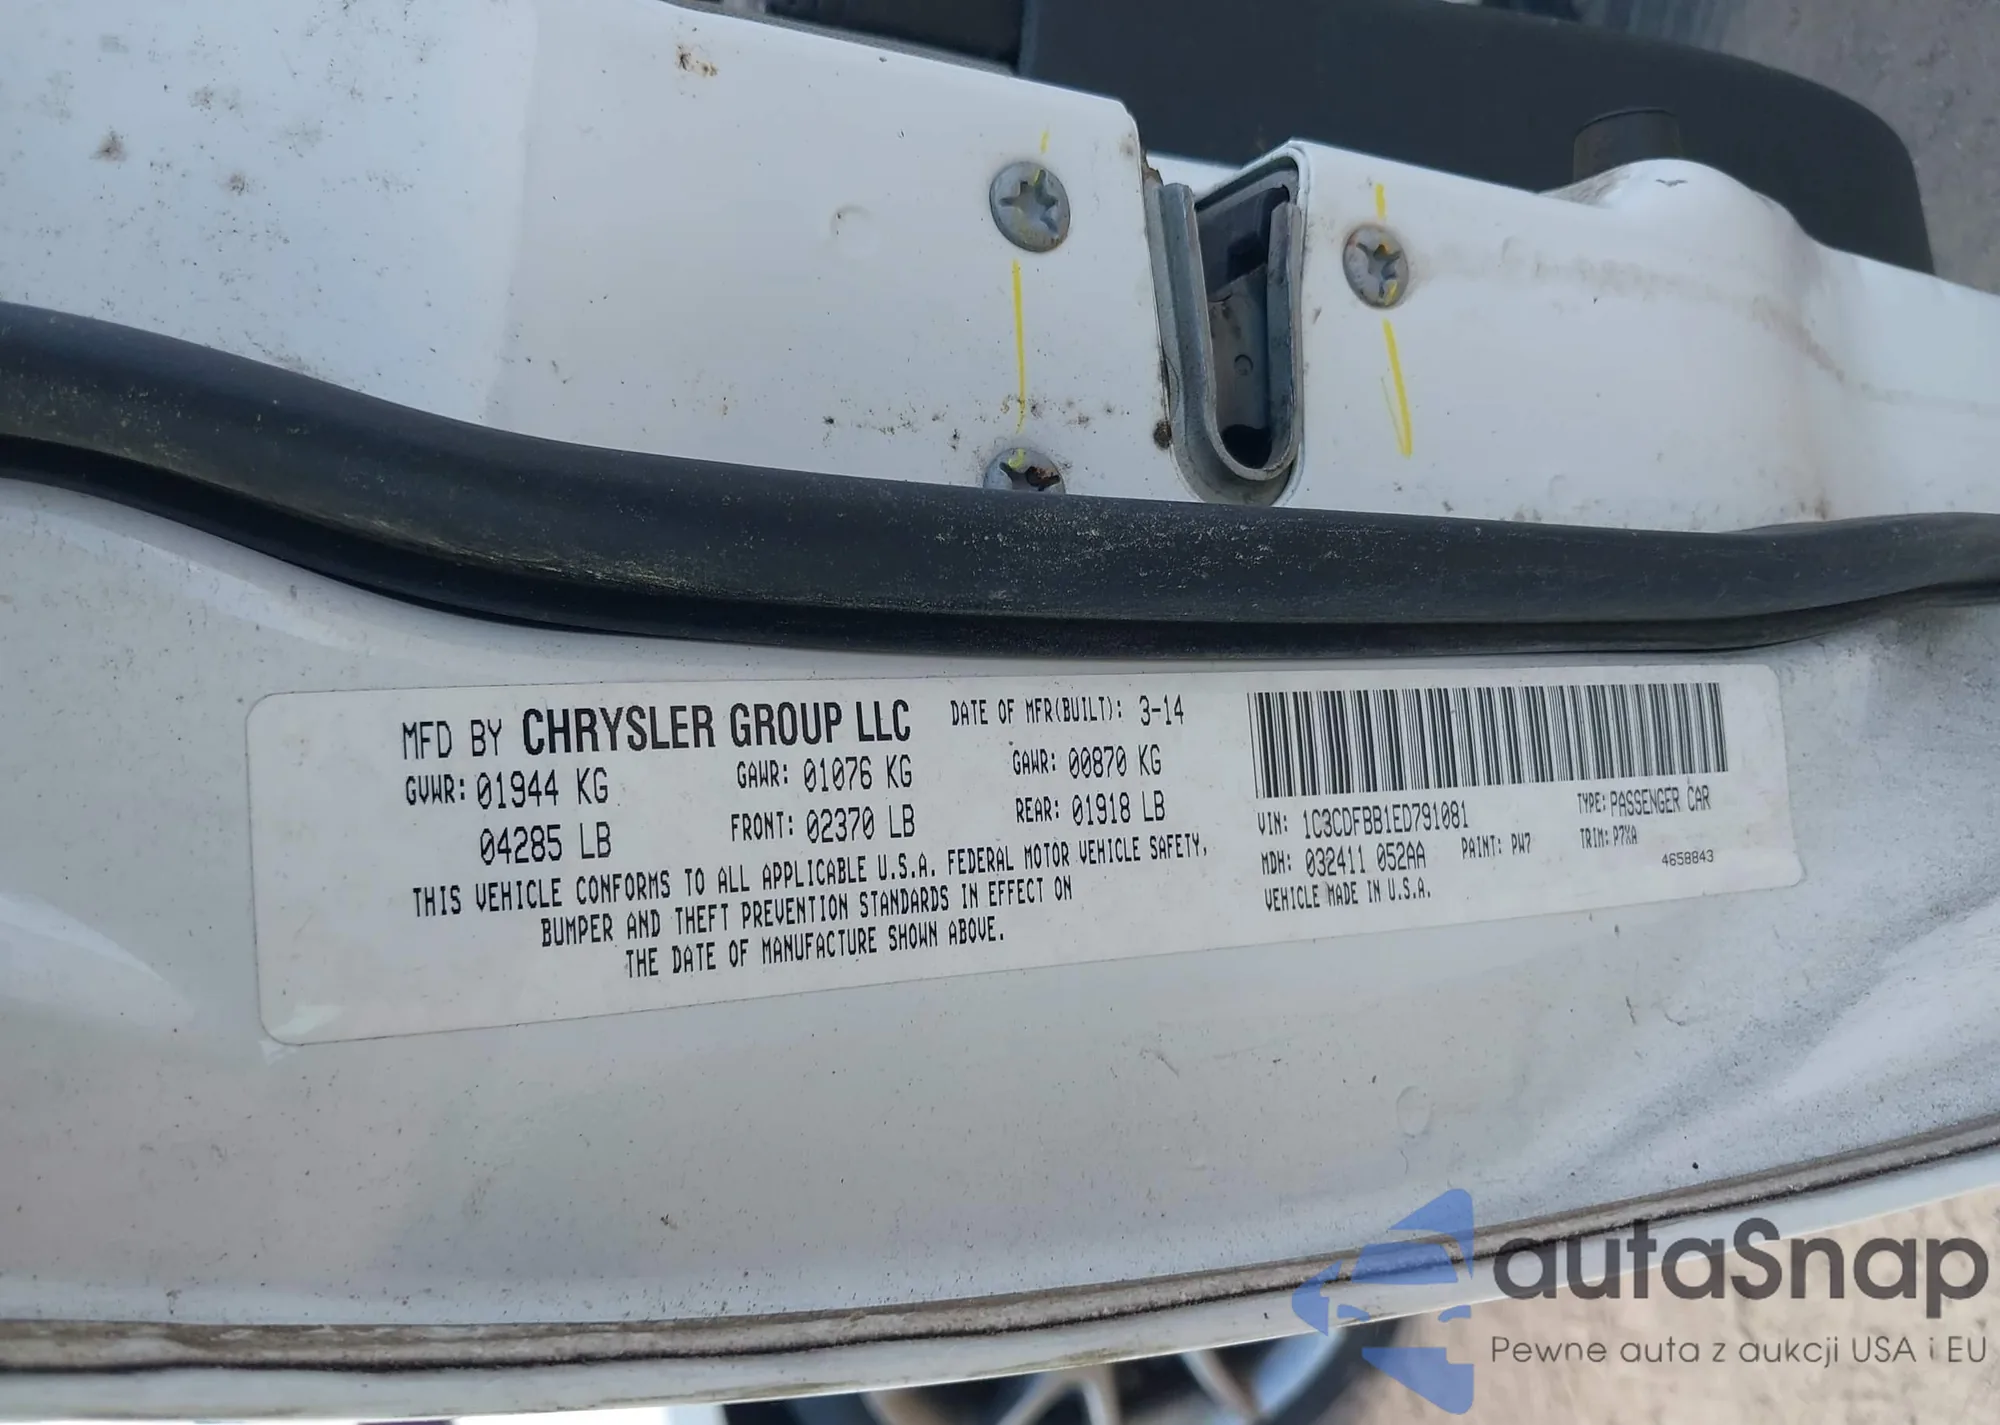 MFD BY CHRYSLER GROUP LLC DATE OF MFR(BUILT): 3-14
GVWR: 01944 KG GAWR: 01076 KG GAWR: 00870 KG
04285 LB FRONT: 02370 LB REAR: 01918 LB
THIS VEHICLE CONFORMS TO ALL APPLICABLE U.S.A. FEDERAL MOTOR VEHICLE SAFETY,
BUMPER AND THEFT PREVENTION STANDARDS IN EFFECT ON
THE DATE OF MANUFACTURE SHOWN ABOVE.
VIN: 1C3CDFBB1ED791081 TYPE: PASSENGER CAR
MDH: 032411 052AA PAINT: PW7 TRIM: P7XA
VEHICLE MADE IN U.S.A. 4658843
autaSnap
Pewne auta z aukcji USA i EU